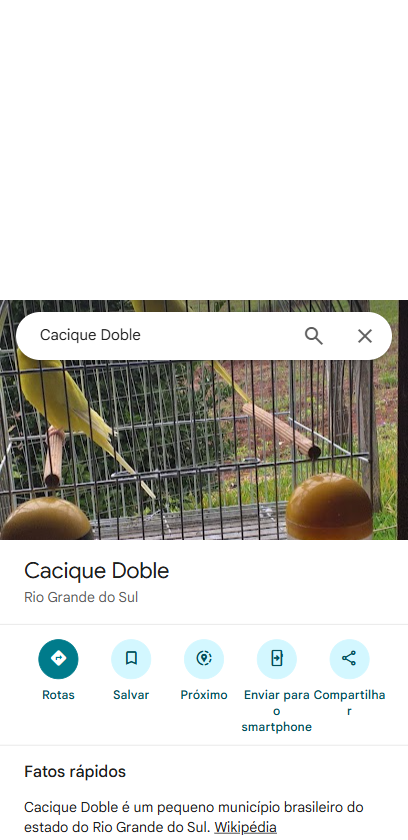 Cacique Doble
Cacique Doble
Rio Grande do Sul
Rotas
Salvar
Próximo
Enviar para
o
smartphone
Compartilha
r
Fatos rápidos
Cacique Doble é um pequeno município brasileiro do
estado do Rio Grande do Sul. Wikipédia